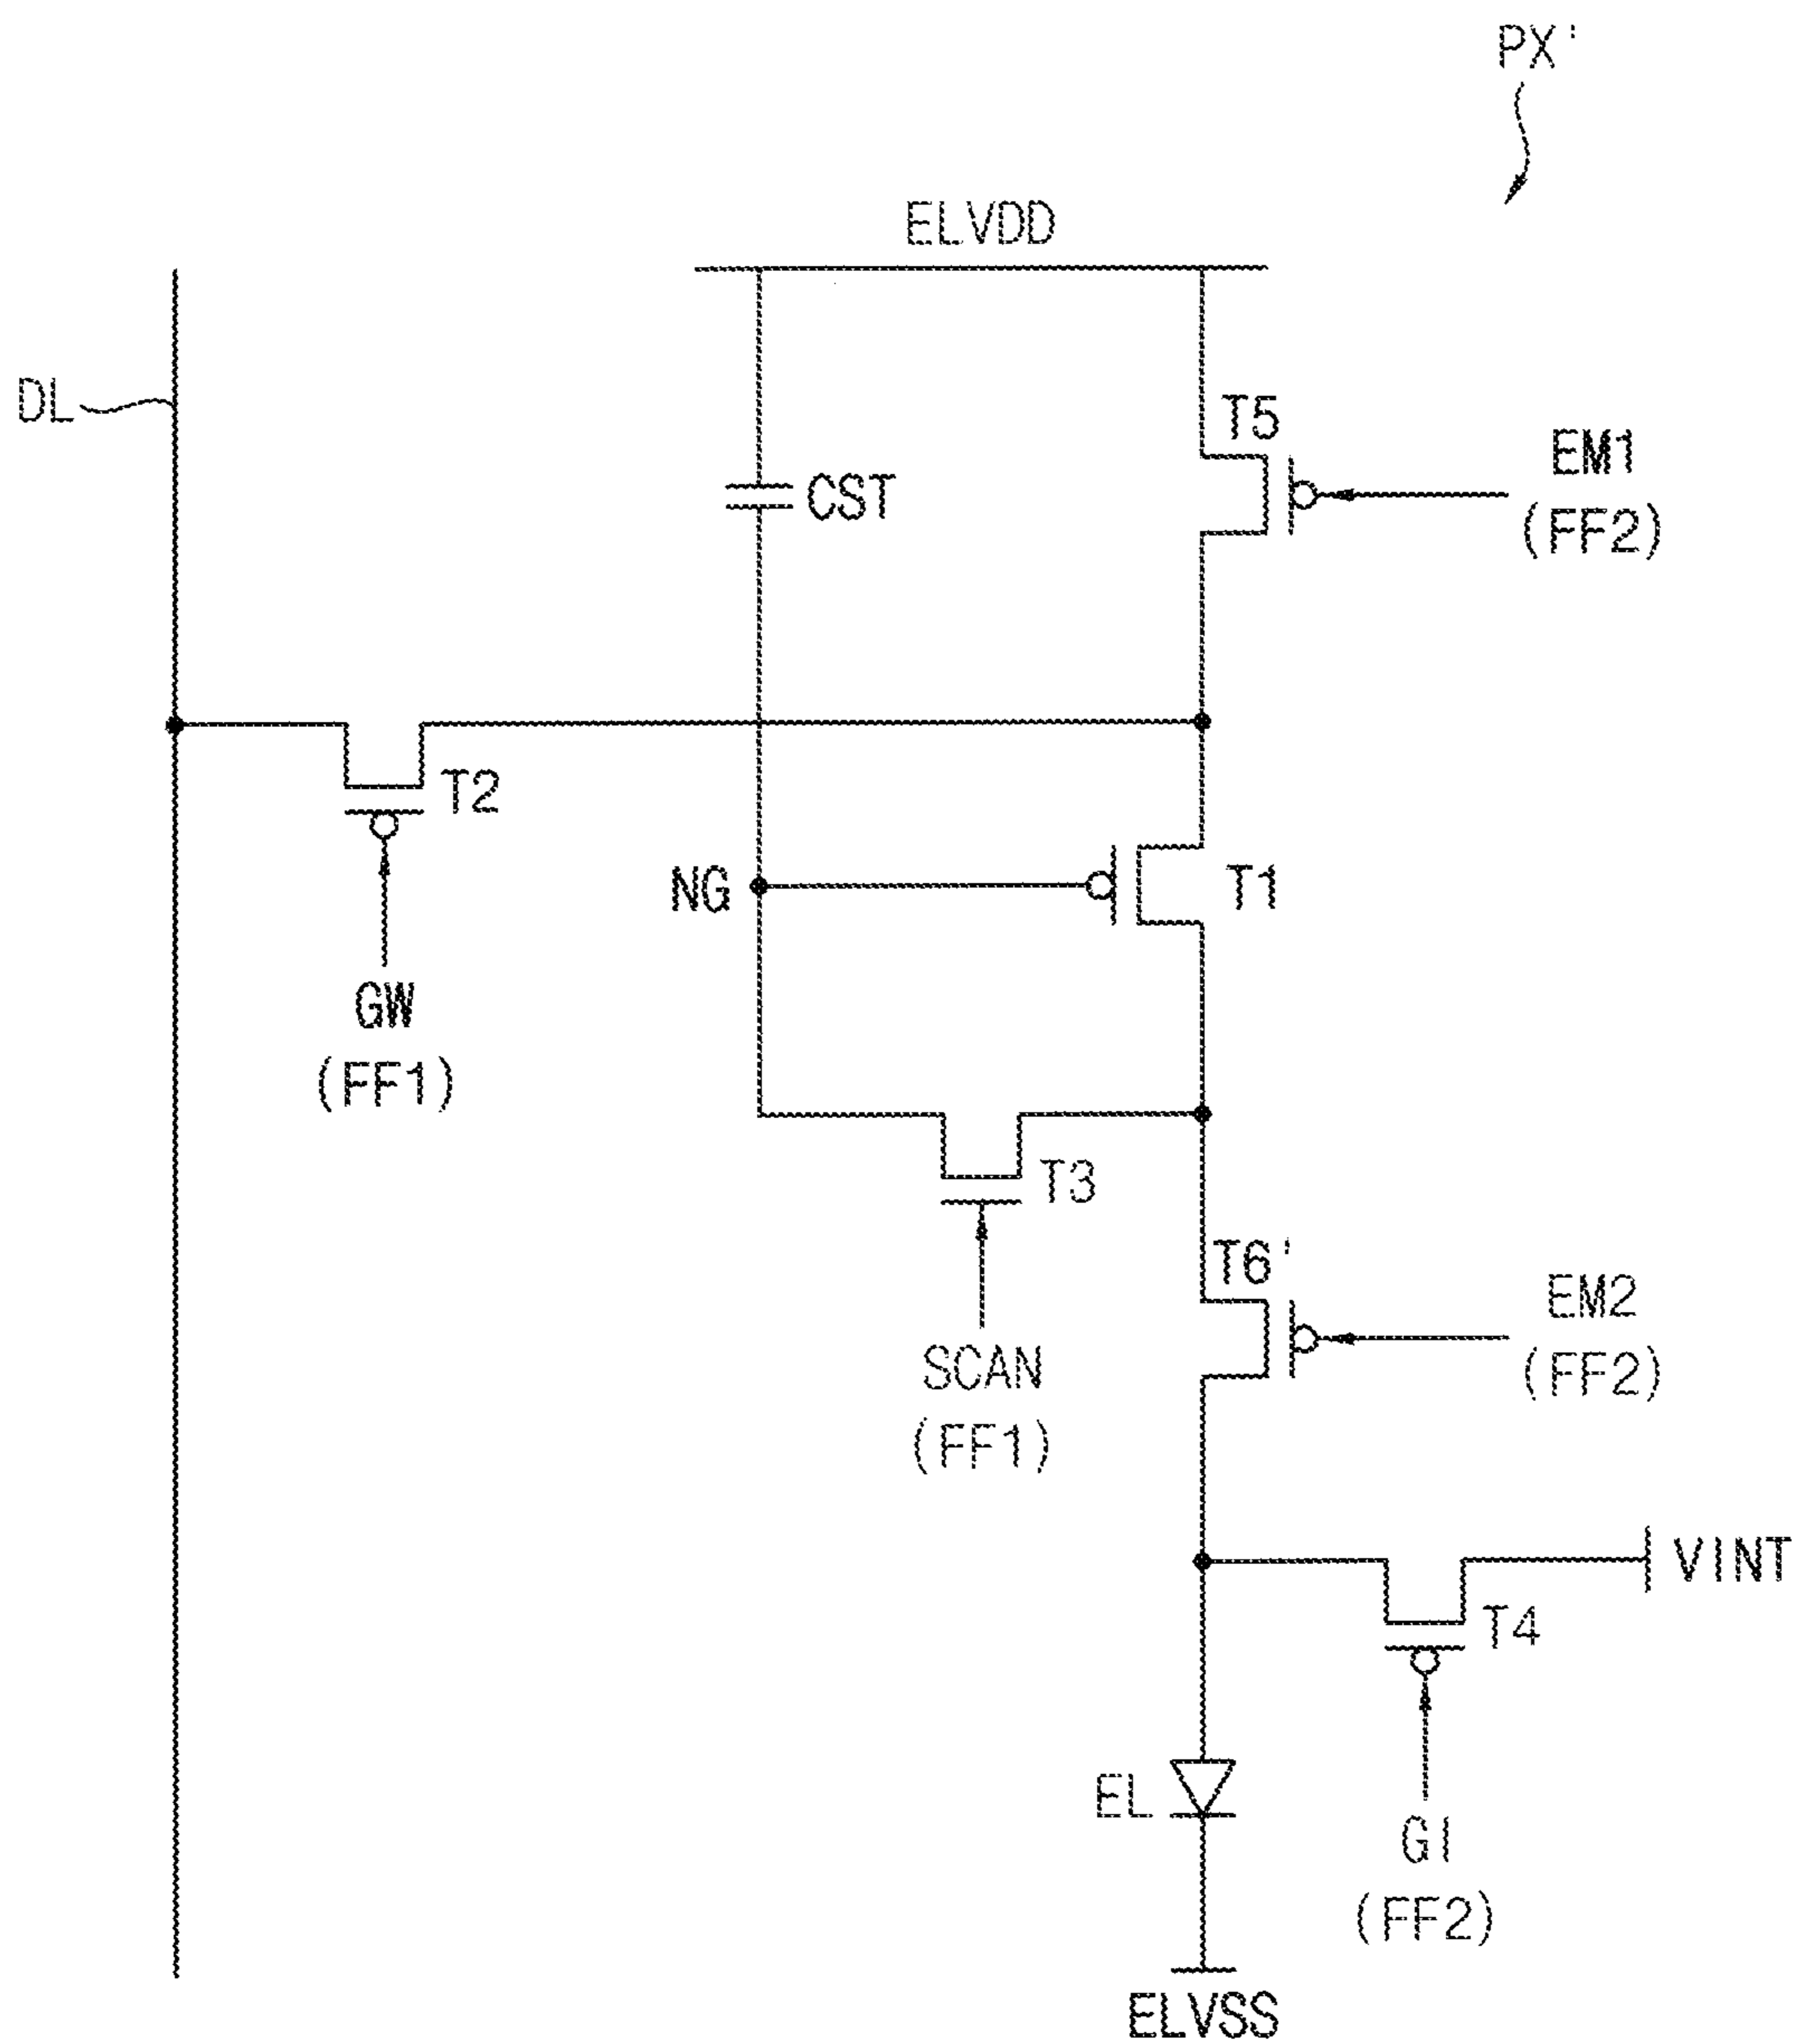 PX'
ELVDD
DL
T5
EM1
(FF2)
CST
T2
NG
T1
GW
(FF1)
T3
T6'
EM2
(FF2)
SCAN
(FF1)
VINT
T4
EL
GI
(FF2)
ELVSS